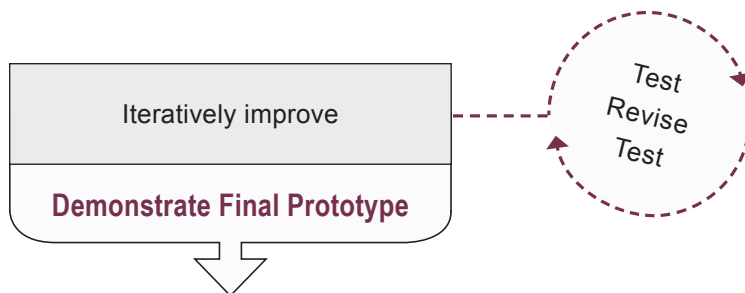 Iteratively improve
Demonstrate Final Prototype
Test
Revise
Test